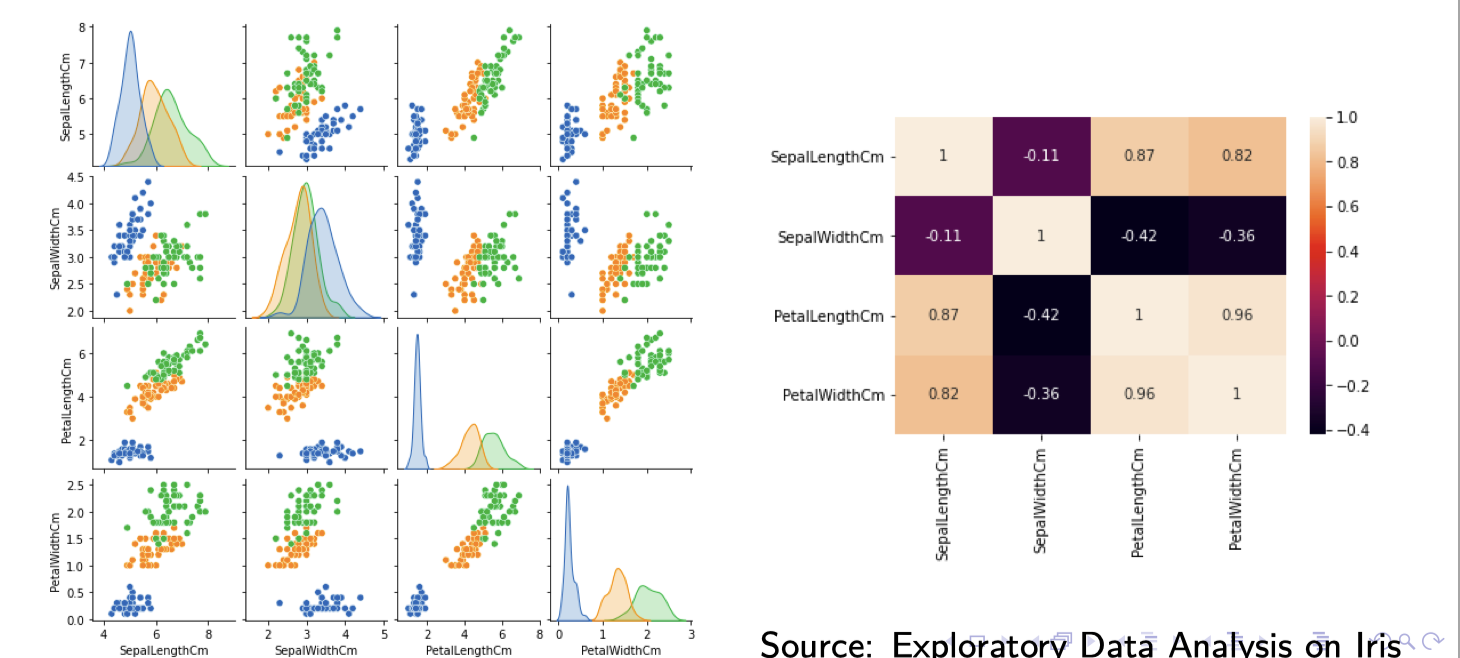 8
7
6
5
SepalLengthCm
4.5
4.0
3.5
3.0
2.5
2.0
SepalWidthCm
6
4
2
PetalLengthCm
2.5
2.0
1.5
1.0
0.5
0.0
PetalWidthCm
4 6 8 2 3 4 5 2 4 6 8 0 1 2 3
SepalLengthCm SepalWidthCm PetalLengthCm PetalWidthCm
SepalLengthCm 1 -0.11 0.87 0.82
SepalWidthCm -0.11 1 -0.42 -0.36
PetalLengthCm 0.87 -0.42 1 0.96
PetalWidthCm 0.82 -0.36 0.96 1
SepalLengthCm SepalWidthCm PetalLengthCm PetalWidthCm
1.0
0.8
0.6
0.4
0.2
0.0
−0.2
−0.4
Source: Exploratory Data Analysis on Iris